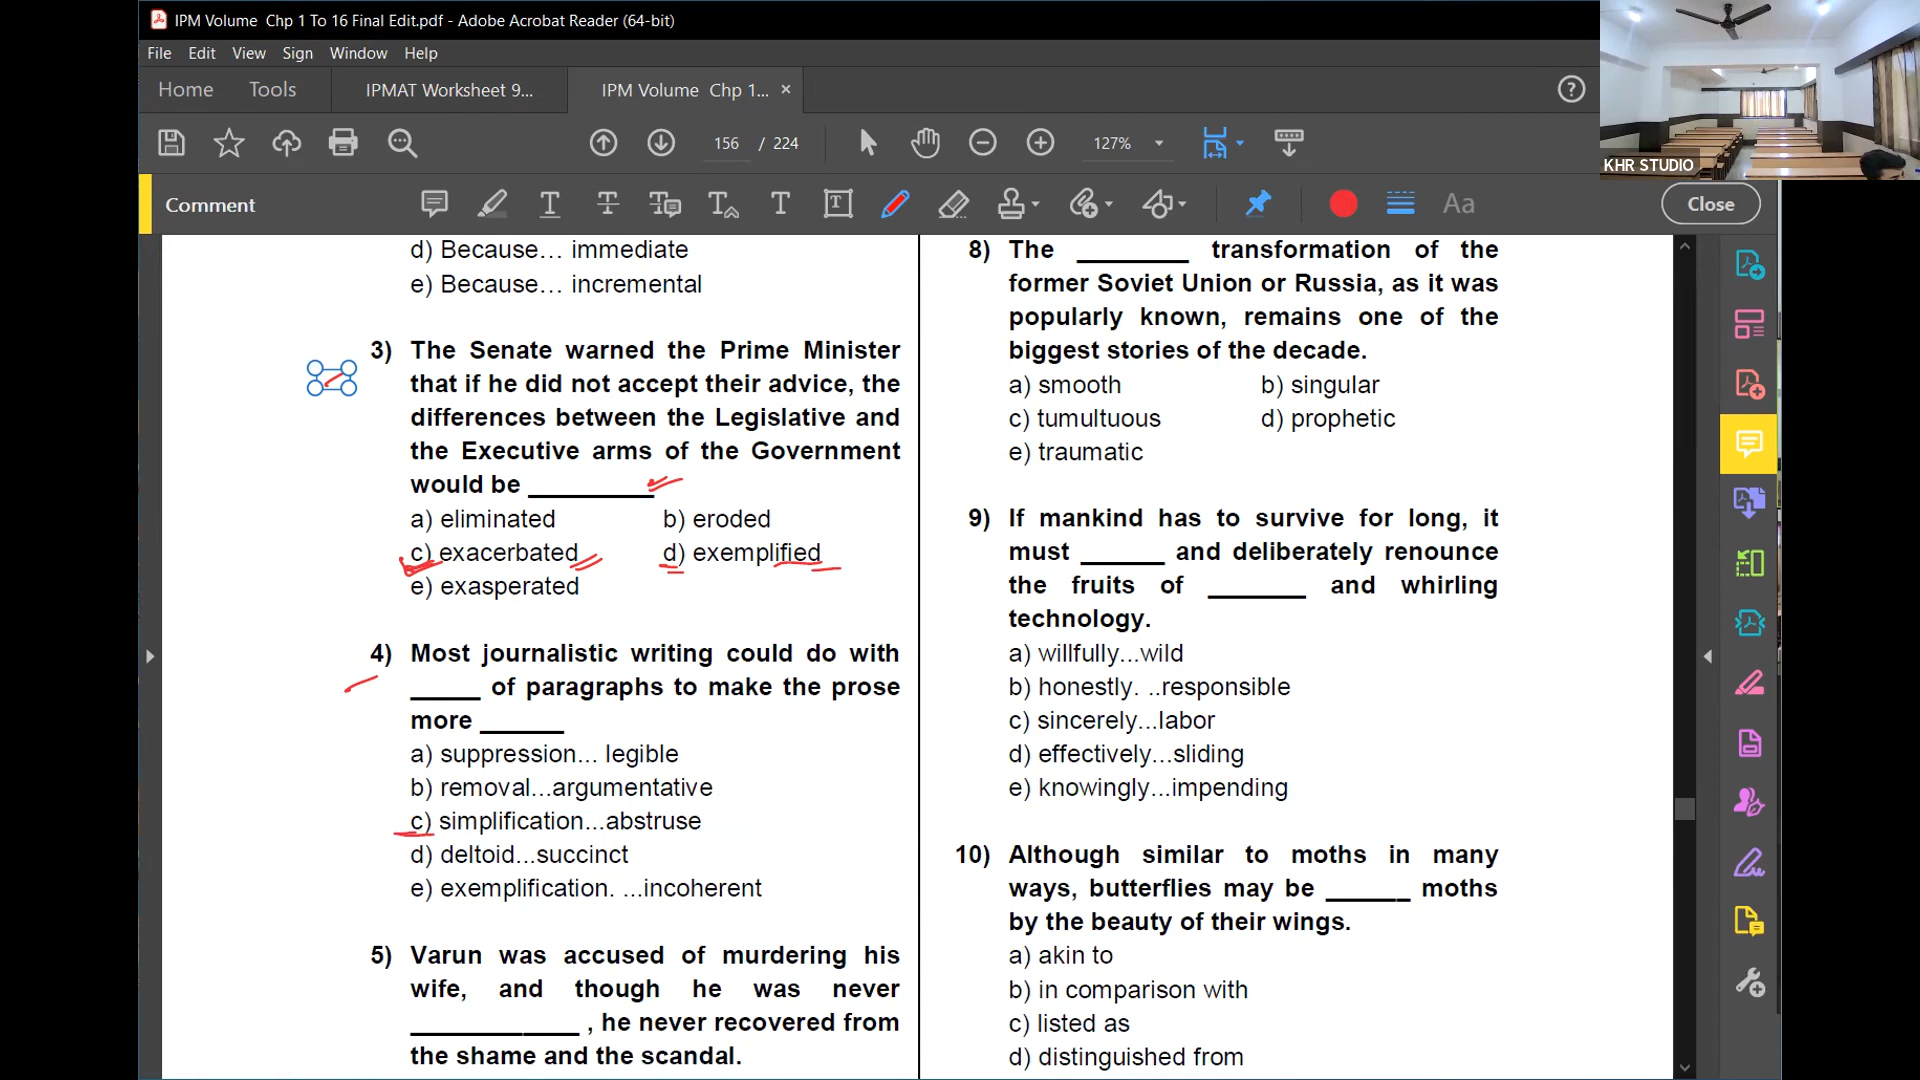 IPM Volume Chp 1 To 16 Final Edit.pdf - Adobe Acrobat Reader (64-bit)
File Edit View Sign Window Help
Home Tools IPMAT Worksheet 9... IPM Volume Chp 1... ×
156 / 224 127%
KHR STUDIO
Comment
Aa
Close
d) Because… immediate
e) Because… incremental
3) The Senate warned the Prime Minister
that if he did not accept their advice, the
differences between the Legislative and
the Executive arms of the Government
would be _________
a) eliminated b) eroded
c) exacerbated d) exemplified
e) exasperated
4) Most journalistic writing could do with
_____ of paragraphs to make the prose
more ______
a) suppression... legible
b) removal...argumentative
c) simplification...abstruse
d) deltoid...succinct
e) exemplification. ...incoherent
5) Varun was accused of murdering his
wife, and though he was never
____________ , he never recovered from
the shame and the scandal.
8) The ________ transformation of the
former Soviet Union or Russia, as it was
popularly known, remains one of the
biggest stories of the decade.
a) smooth b) singular
c) tumultuous d) prophetic
e) traumatic
9) If mankind has to survive for long, it
must ______ and deliberately renounce
the fruits of _______ and whirling
technology.
a) willfully...wild
b) honestly. ..responsible
c) sincerely...labor
d) effectively...sliding
e) knowingly...impending
10) Although similar to moths in many
ways, butterflies may be ______ moths
by the beauty of their wings.
a) akin to
b) in comparison with
c) listed as
d) distinguished from